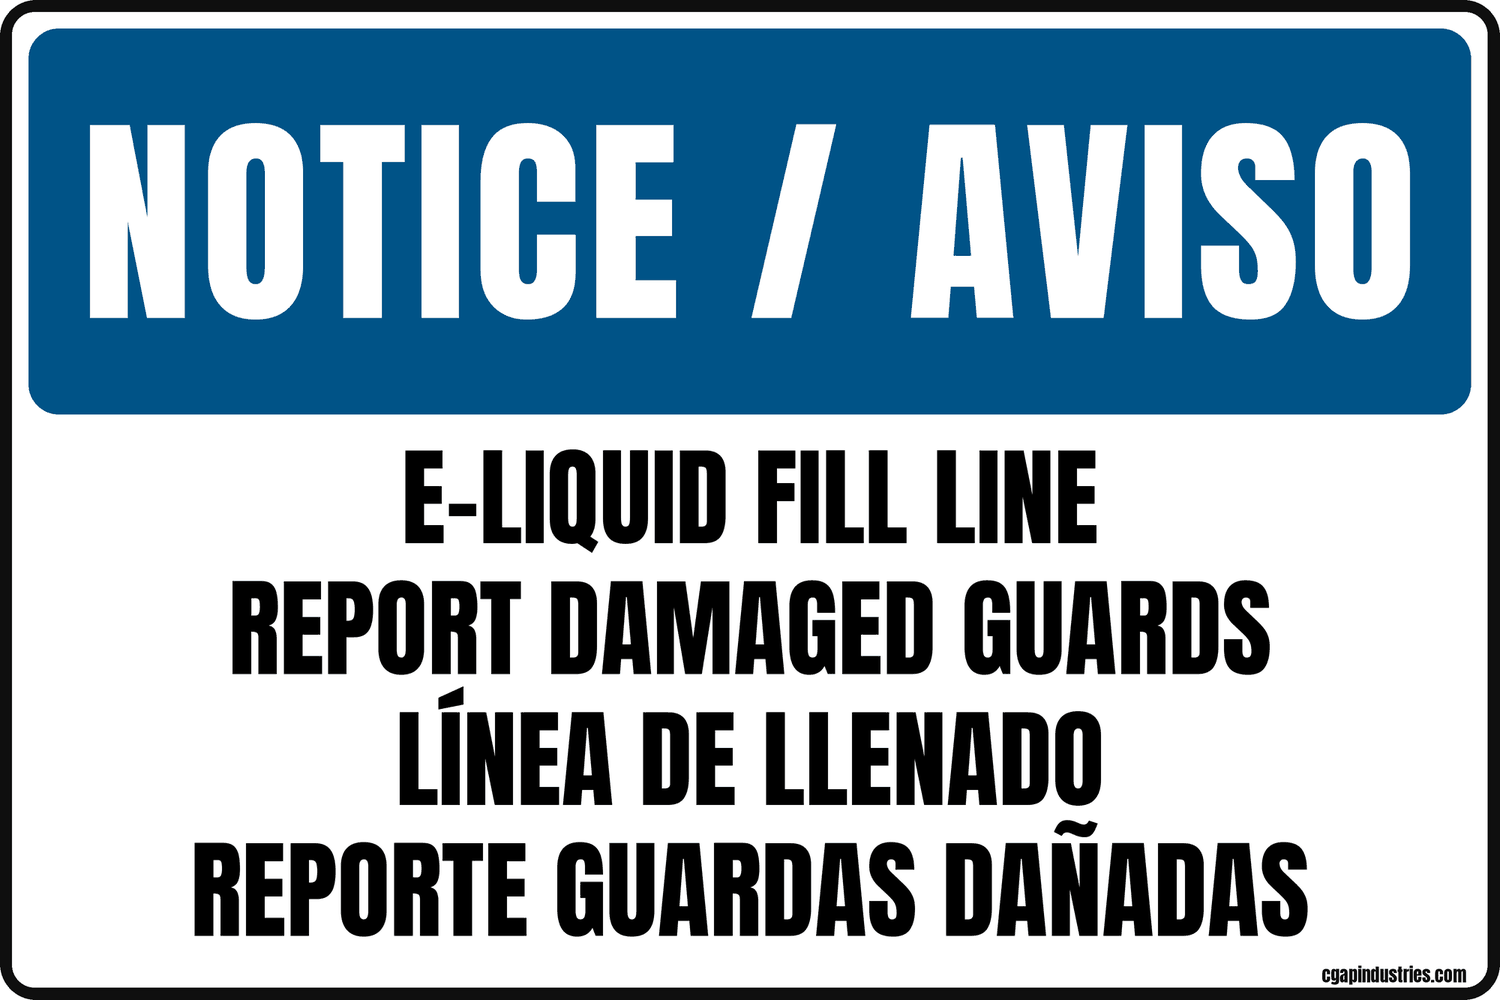 NOTICE / AVISO
E-LIQUID FILL LINE
REPORT DAMAGED GUARDS
LÍNEA DE LLENADO
REPORTE GUARDAS DAÑADAS
cgapindustries.com